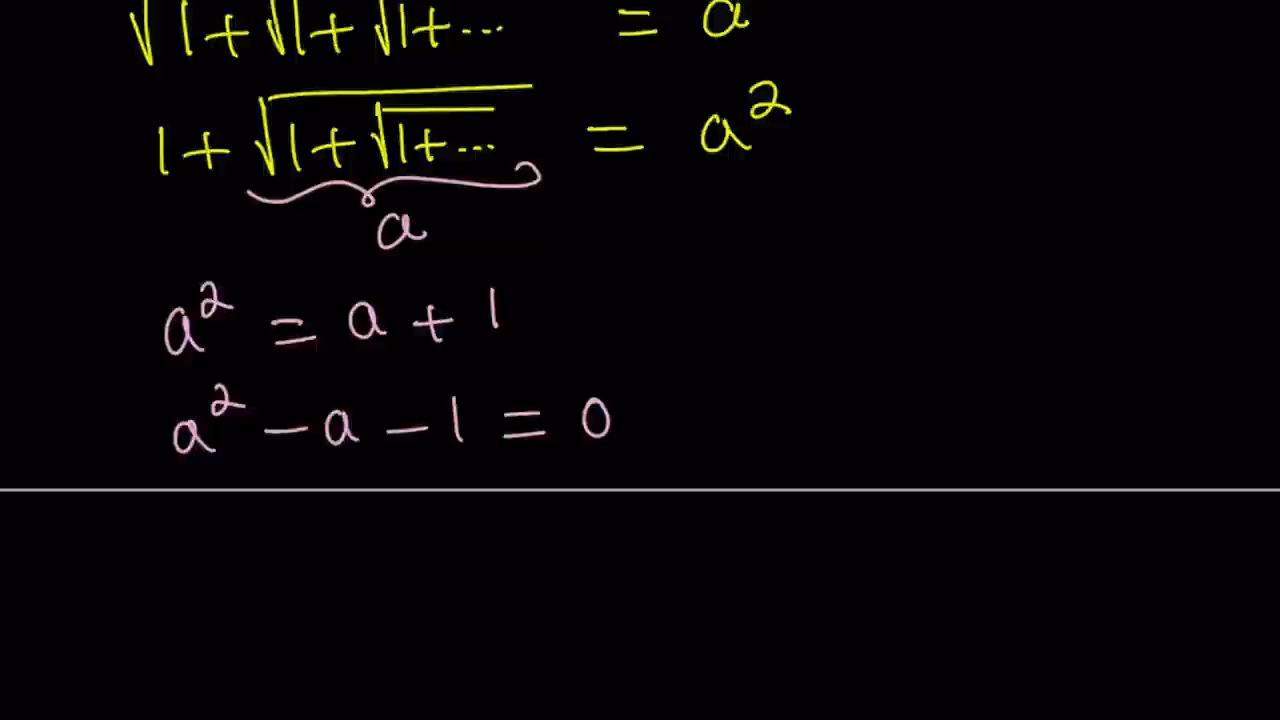 √1+√1+√1+... = a
1+√1+√1+... = a²
a
a² = a + 1
a² - a - 1 = 0